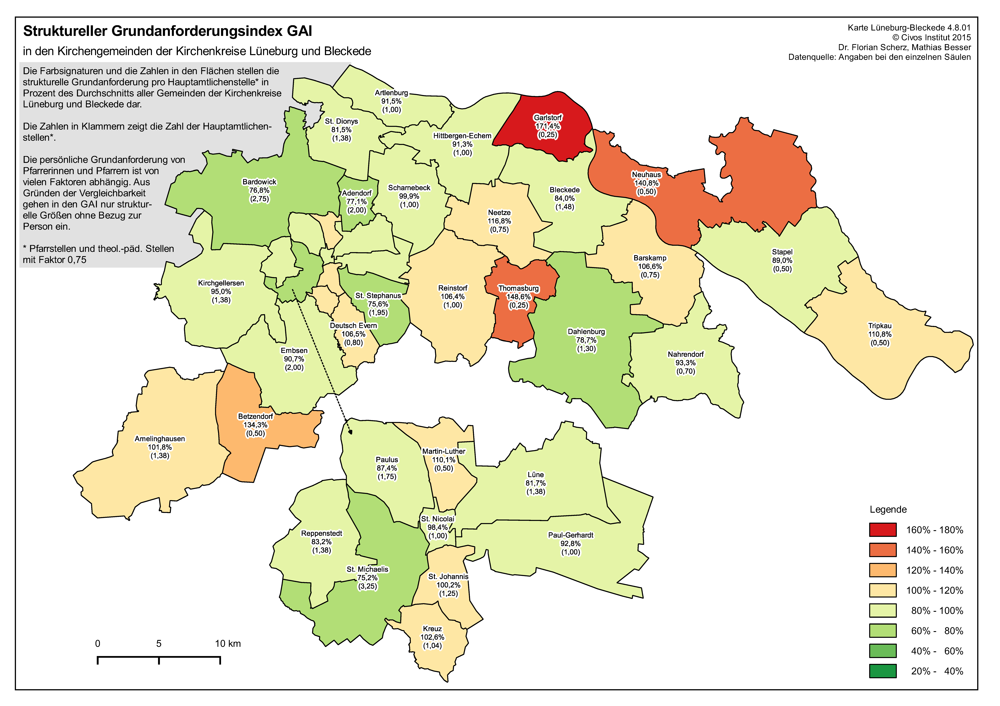 Struktureller Grundanforderungsindex GAI
in den Kirchengemeinden der Kirchenkreise Lüneburg und Bleckede
Karte Lüneburg-Bleckede 4.8.01
© Civos Institut 2015
Dr. Florian Scherz, Mathias Besser
Datenquelle: Angaben bei den einzelnen Säulen
Die Farbsignaturen und die Zahlen in den Flächen stellen die
strukturelle Grundanforderung pro Hauptamtlichenstelle* in
Prozent des Durchschnitts aller Gemeinden der Kirchenkreise
Lüneburg und Bleckede dar.
Die Zahlen in Klammern zeigt die Zahl der Hauptamtlichen-
stellen*.
Die persönliche Grundanforderung von
Pfarrerinnen und Pfarrern ist von
vielen Faktoren abhängig. Aus
Gründen der Vergleichbarkeit
gehen in den GAI nur struktur-
elle Größen ohne Bezug zur
Person ein.
* Pfarrstellen und theol.-päd. Stellen
mit Faktor 0,75
Artlenburg
91,5%
(1,00)
St. Dionys
81,5%
(1,38)
Hittbergen-Echem
91,3%
(1,00)
Garlstorf
171,4%
(0,25)
Neuhaus
140,8%
(0,50)
Bardowick
76,8%
(2,75)
Adendorf
77,1%
(2,00)
Scharnebeck
99,9%
(1,00)
Bleckede
84,0%
(1,48)
Neetze
116,8%
(0,75)
Barskamp
106,6%
(0,75)
Stapel
89,0%
(0,50)
Kirchgellersen
95,0%
(1,38)
St. Stephanus
75,6%
(1,95)
Reinstorf
106,4%
(1,00)
Thomasburg
148,6%
(0,25)
Deutsch Evern
106,5%
(0,80)
Dahlenburg
78,7%
(1,30)
Tripkau
110,8%
(0,50)
Embsen
90,7%
(2,00)
Nahrendorf
93,3%
(0,70)
Betzendorf
134,3%
(0,50)
Amelinghausen
101,8%
(1,38)
Paulus
87,4%
(1,75)
Martin-Luther
110,1%
(0,50)
Lüne
81,7%
(1,38)
Reppenstedt
83,2%
(1,38)
St. Nicolai
98,4%
(1,00)
Paul-Gerhardt
92,8%
(1,00)
St. Michaelis
75,2%
(3,25)
St. Johannis
100,2%
(1,25)
Kreuz
102,6%
(1,04)
Legende
160% - 180%
140% - 160%
120% - 140%
100% - 120%
80% - 100%
60% - 80%
40% - 60%
20% - 40%
0 5 10 km